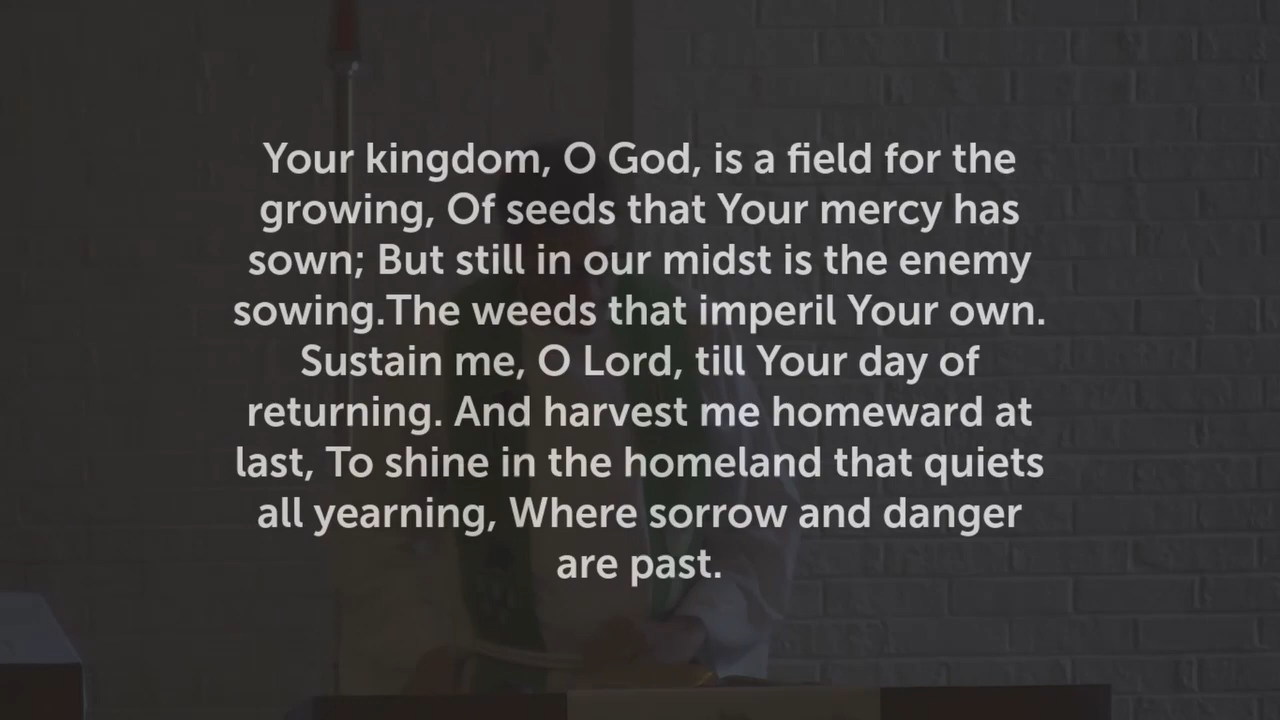 Your kingdom, O God, is a field for the
growing, Of seeds that Your mercy has
sown; But still in our midst is the enemy
sowing.The weeds that imperil Your own.
Sustain me, O Lord, till Your day of
returning. And harvest me homeward at
last, To shine in the homeland that quiets
all yearning, Where sorrow and danger
are past.